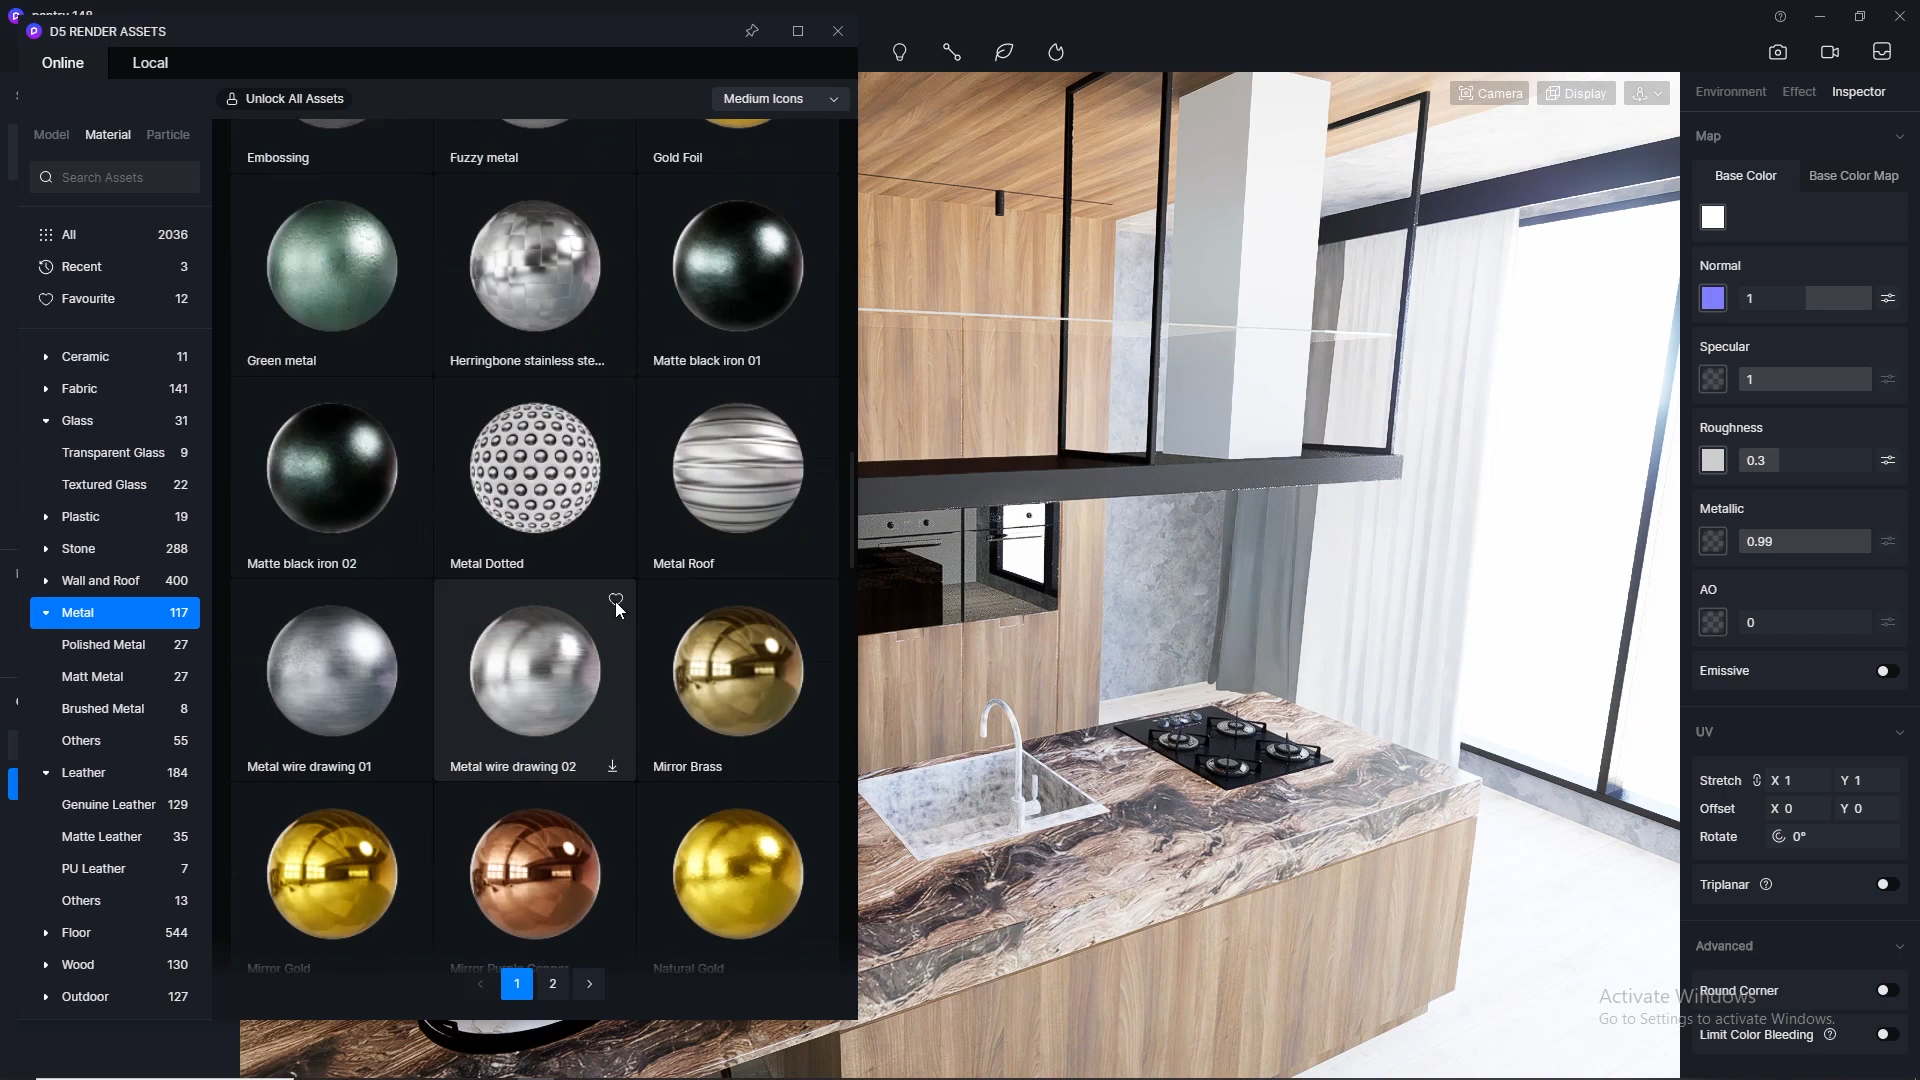 D5 RENDER ASSETS
Online
Local
Unlock All Assets
Medium Icons
Model
Material
Particle
Search Assets
All 2036
Recent 3
Favourite 12
Ceramic 11
Fabric 141
Glass 31
Transparent Glass 9
Textured Glass 22
Plastic 19
Stone 288
Wall and Roof 400
Metal 117
Polished Metal 27
Matt Metal 27
Brushed Metal 8
Others 55
Leather 184
Genuine Leather 129
Matte Leather 35
PU Leather 7
Others 13
Floor 544
Wood 130
Outdoor 127
Embossing
Fuzzy metal
Gold Foil
Green metal
Herringbone stainless ste...
Matte black iron 01
Matte black iron 02
Metal Dotted
Metal Roof
Metal wire drawing 01
Metal wire drawing 02
Mirror Brass
Mirror Gold
Mirror Purple Copper
Natural Gold
1
2
Camera
Display
Environment
Effect
Inspector
Map
Base Color
Base Color Map
Normal
1
Specular
1
Roughness
0.3
Metallic
0.99
AO
0
Emissive
UV
Stretch X 1 Y 1
Offset X 0 Y 0
Rotate 0°
Triplanar
Advanced
Round Corner
Limit Color Bleeding
Activate Windows
Go to Settings to activate Windows.